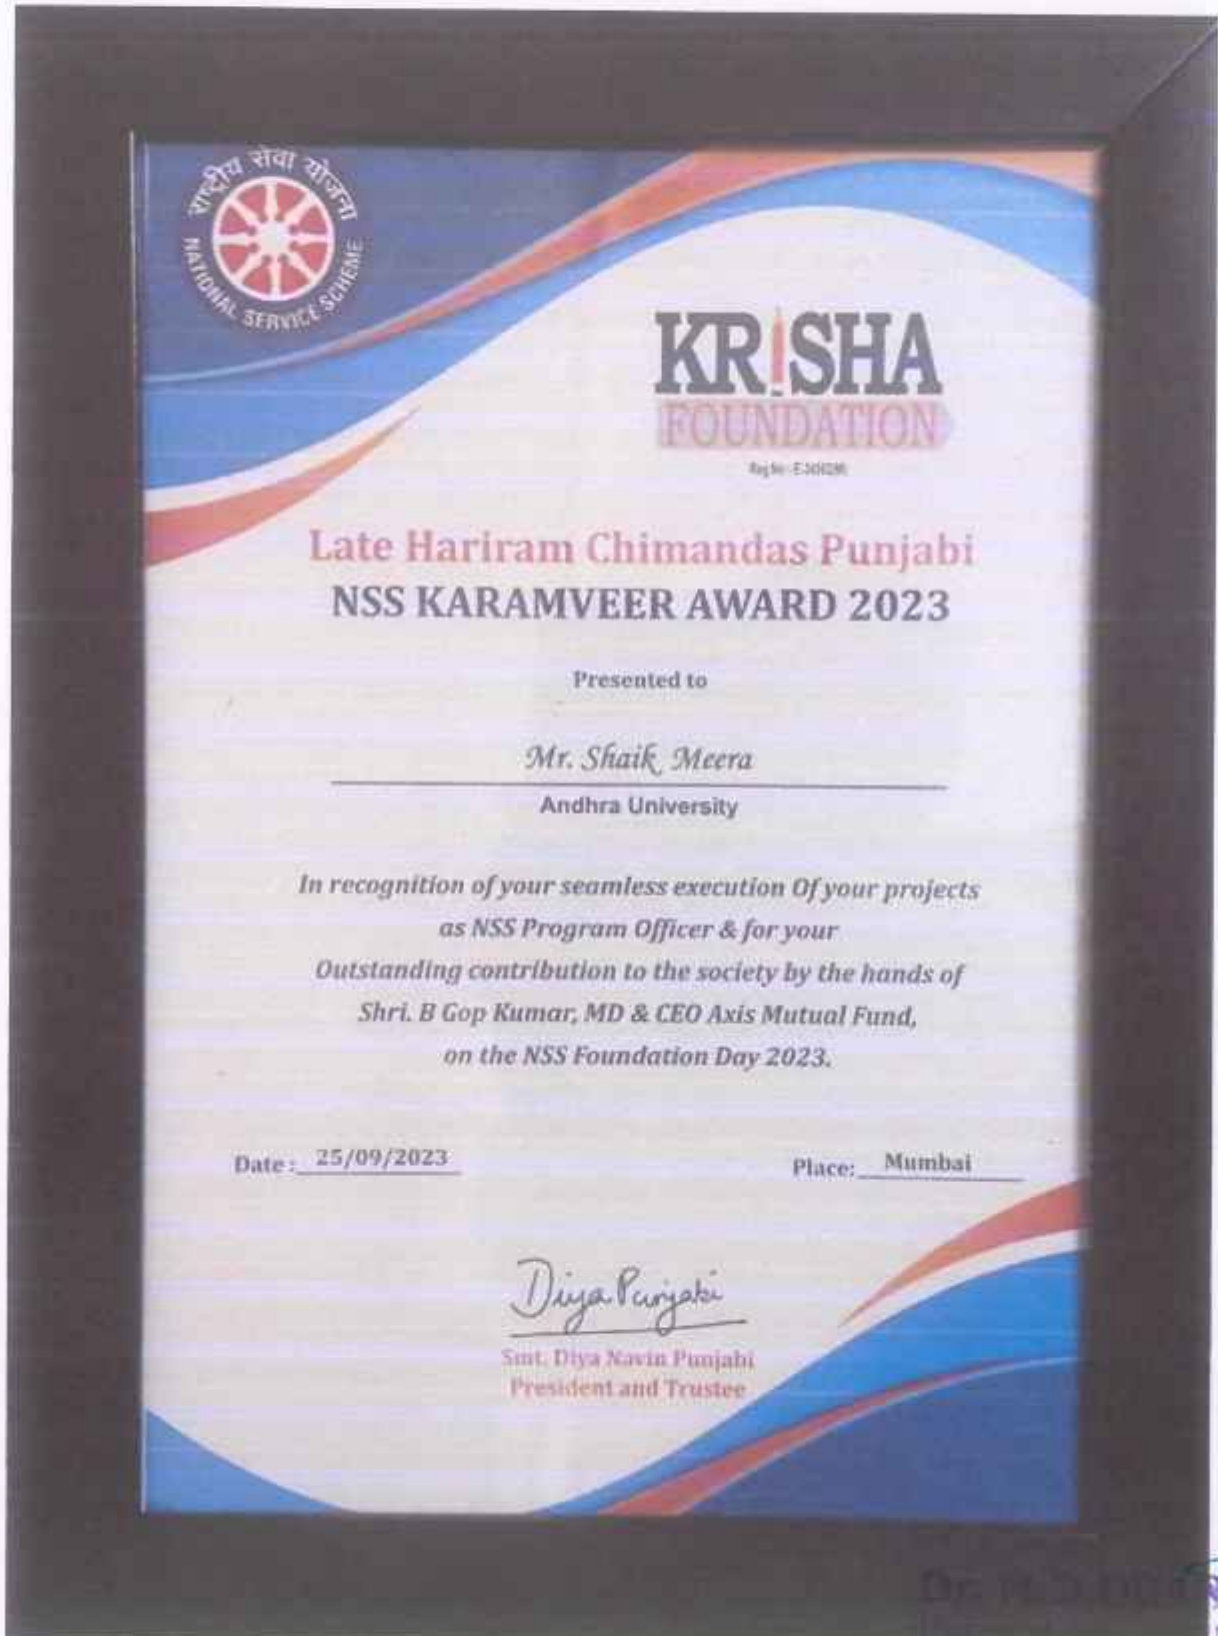 राष्ट्रीय सेवा योजना
NATIONAL SERVICE SCHEME
KRISHA
FOUNDATION
Late Hariram Chimandas Punjabi
NSS KARAMVEER AWARD 2023
Presented to
Mr. Shaik Meera
Andhra University
In recognition of your seamless execution Of your projects
as NSS Program Officer & for your
Outstanding contribution to the society by the hands of
Shri. B Gop Kumar, MD & CEO Axis Mutual Fund,
on the NSS Foundation Day 2023.
Date : 25/09/2023 Place: Mumbai
Diya Punjabi
Smt. Diya Navin Punjabi
President and Trustee